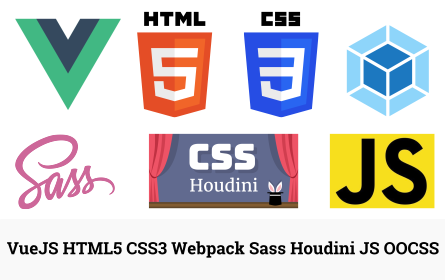 HTML CSS
5 3
Sass
CSS
Houdini
JS
VueJS HTML5 CSS3 Webpack Sass Houdini JS OOCSS